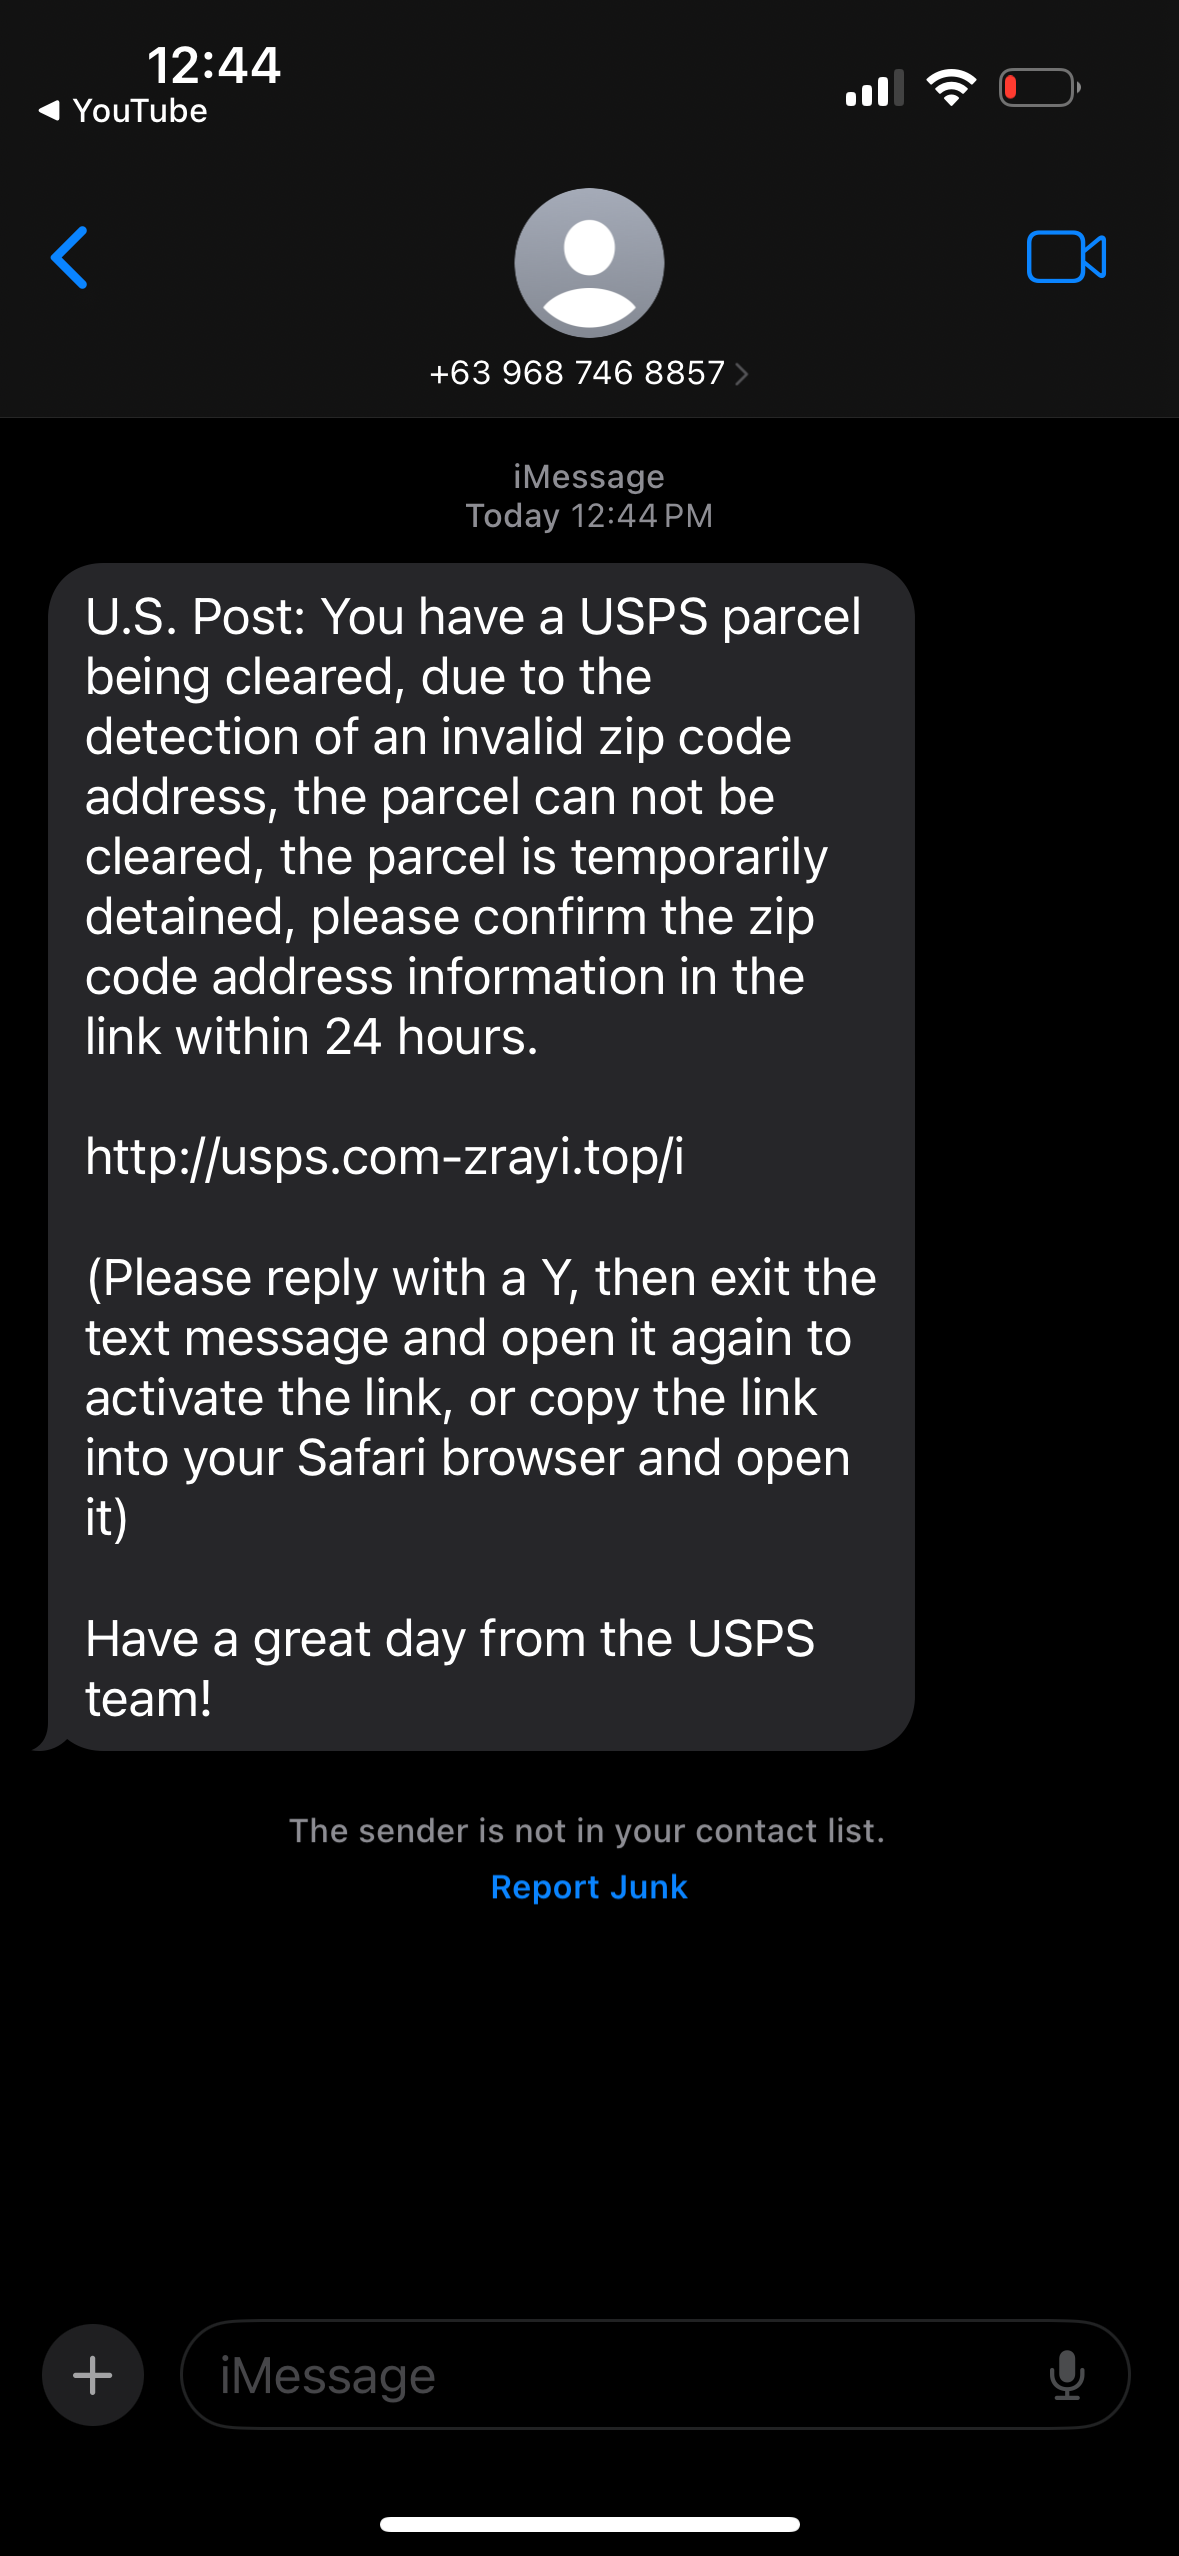 12:44
YouTube
+63 968 746 8857
iMessage
Today 12:44 PM
U.S. Post: You have a USPS parcel
being cleared, due to the
detection of an invalid zip code
address, the parcel can not be
cleared, the parcel is temporarily
detained, please confirm the zip
code address information in the
link within 24 hours.
http://usps.com-zrayi.top/i
(Please reply with a Y, then exit the
text message and open it again to
activate the link, or copy the link
into your Safari browser and open
it)
Have a great day from the USPS
team!
The sender is not in your contact list.
Report Junk
iMessage